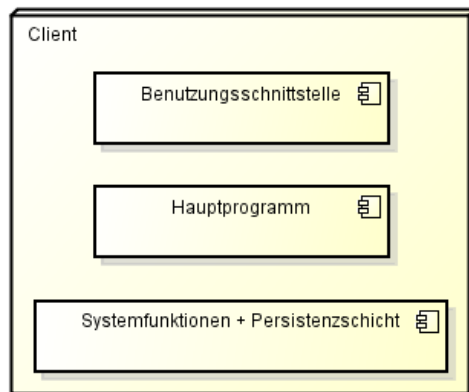 Client
Benutzungsschnittstelle
Hauptprogramm
Systemfunktionen + Persistenzschicht